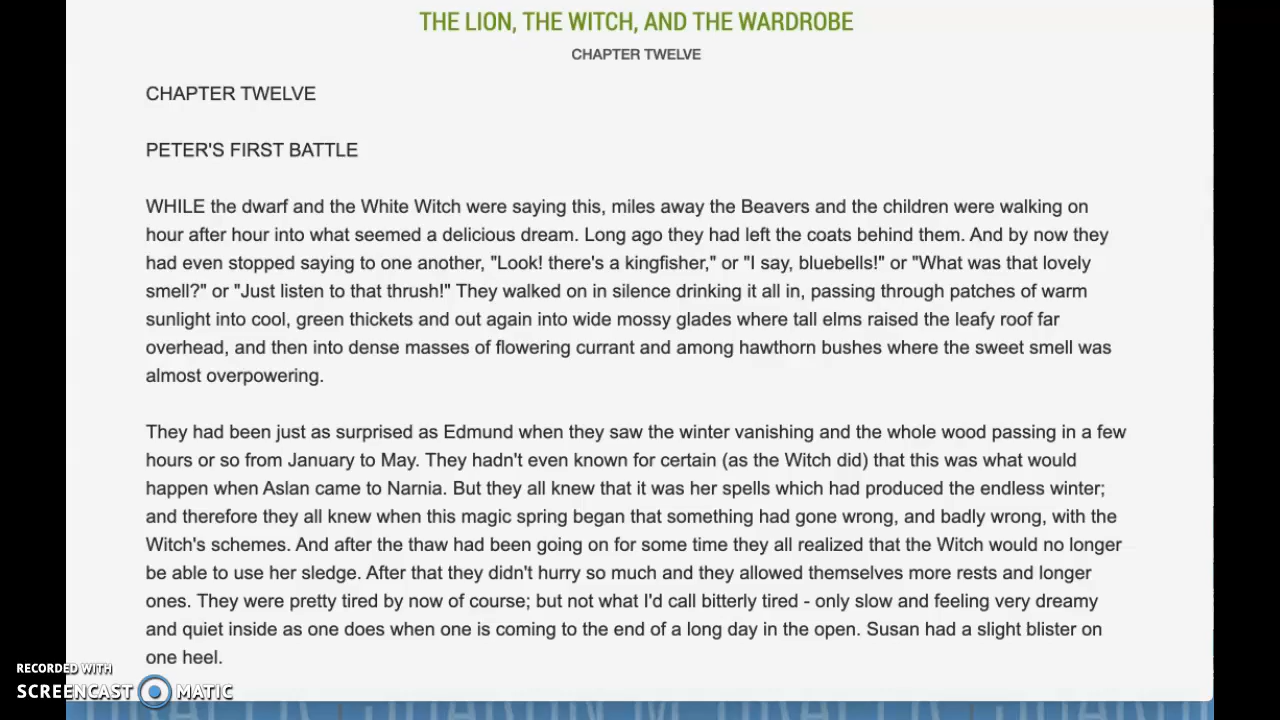 THE LION, THE WITCH, AND THE WARDROBE
CHAPTER TWELVE
CHAPTER TWELVE
PETER'S FIRST BATTLE
WHILE the dwarf and the White Witch were saying this, miles away the Beavers and the children were walking on
hour after hour into what seemed a delicious dream. Long ago they had left the coats behind them. And by now they
had even stopped saying to one another, "Look! there's a kingfisher," or "I say, bluebells!" or "What was that lovely
smell?" or "Just listen to that thrush!" They walked on in silence drinking it all in, passing through patches of warm
sunlight into cool, green thickets and out again into wide mossy glades where tall elms raised the leafy roof far
overhead, and then into dense masses of flowering currant and among hawthorn bushes where the sweet smell was
almost overpowering.
They had been just as surprised as Edmund when they saw the winter vanishing and the whole wood passing in a few
hours or so from January to May. They hadn't even known for certain (as the Witch did) that this was what would
happen when Aslan came to Narnia. But they all knew that it was her spells which had produced the endless winter;
and therefore they all knew when this magic spring began that something had gone wrong, and badly wrong, with the
Witch's schemes. And after the thaw had been going on for some time they all realized that the Witch would no longer
be able to use her sledge. After that they didn't hurry so much and they allowed themselves more rests and longer
ones. They were pretty tired by now of course; but not what I'd call bitterly tired - only slow and feeling very dreamy
and quiet inside as one does when one is coming to the end of a long day in the open. Susan had a slight blister on
one heel.
RECORDED WITH
SCREENCAST MATIC